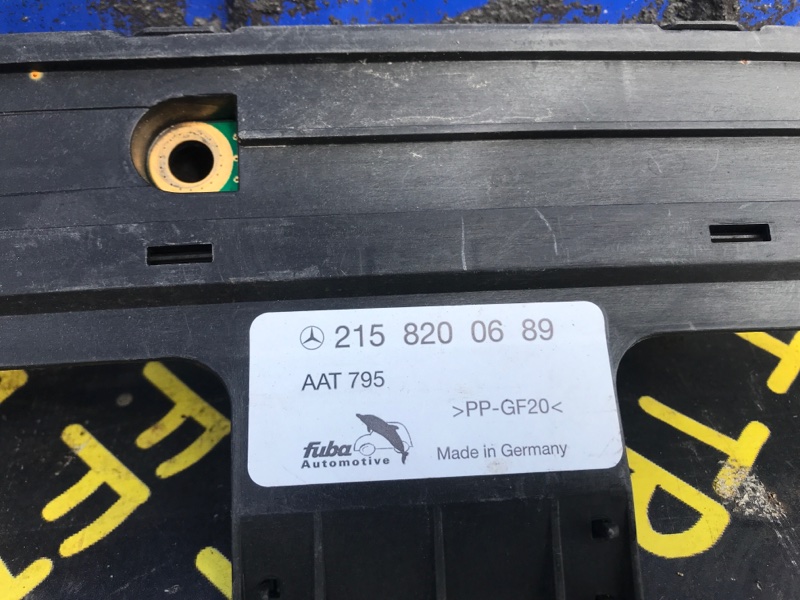 215 820 06 89
AAT 795
>PP-GF20<
fuba
Automotive
Made in Germany